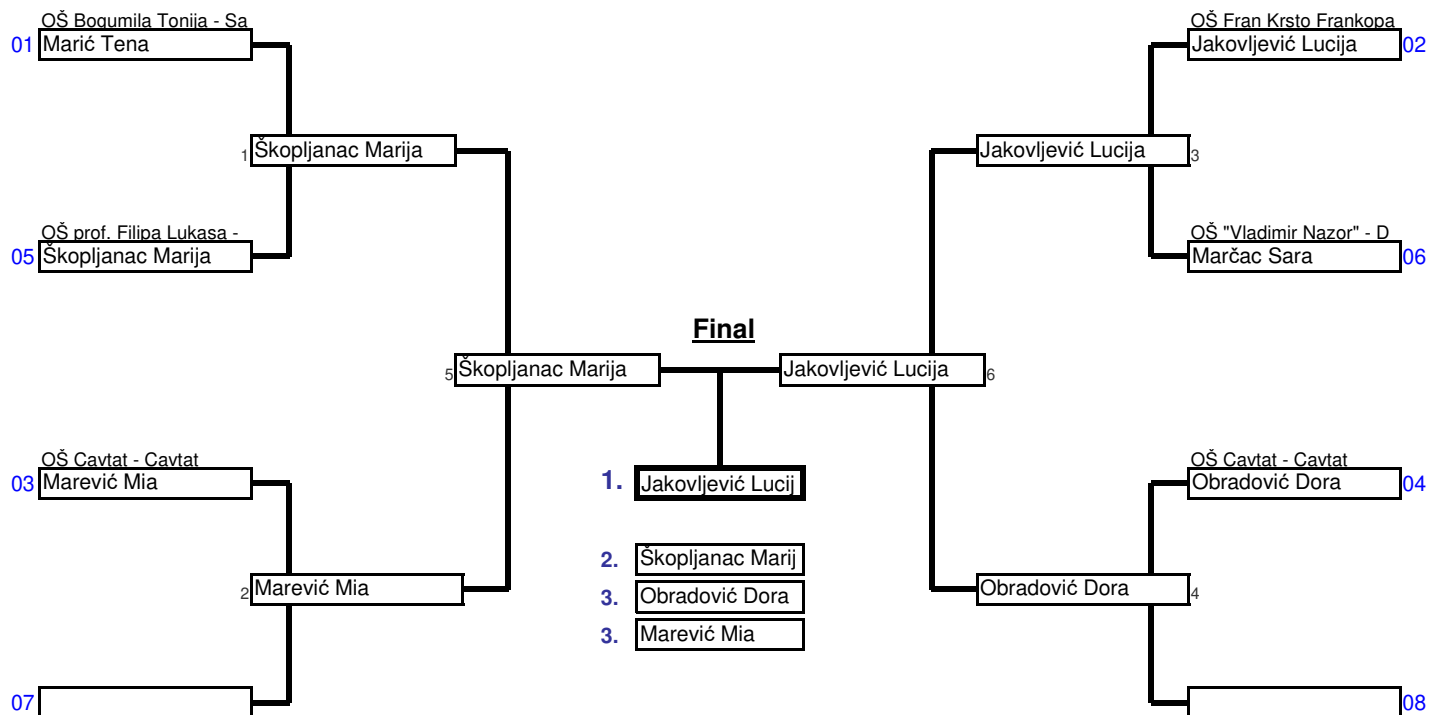 OŠ Bogumila Tonija - Sa
01 Marić Tena
OŠ Fran Krsto Frankopa
Jakovljević Lucija 02
1 Škopljanac Marija
Jakovljević Lucija 3
OŠ prof. Filipa Lukasa -
05 Škopljanac Marija
OŠ "Vladimir Nazor" - D
Marčac Sara 06
Final
5 Škopljanac Marija
Jakovljević Lucija 6
OŠ Cavtat - Cavtat
03 Marević Mia
1. Jakovljević Lucij
OŠ Cavtat - Cavtat
Obradović Dora 04
2. Škopljanac Marij
2 Marević Mia
3. Obradović Dora
Obradović Dora 4
3. Marević Mia
07
08